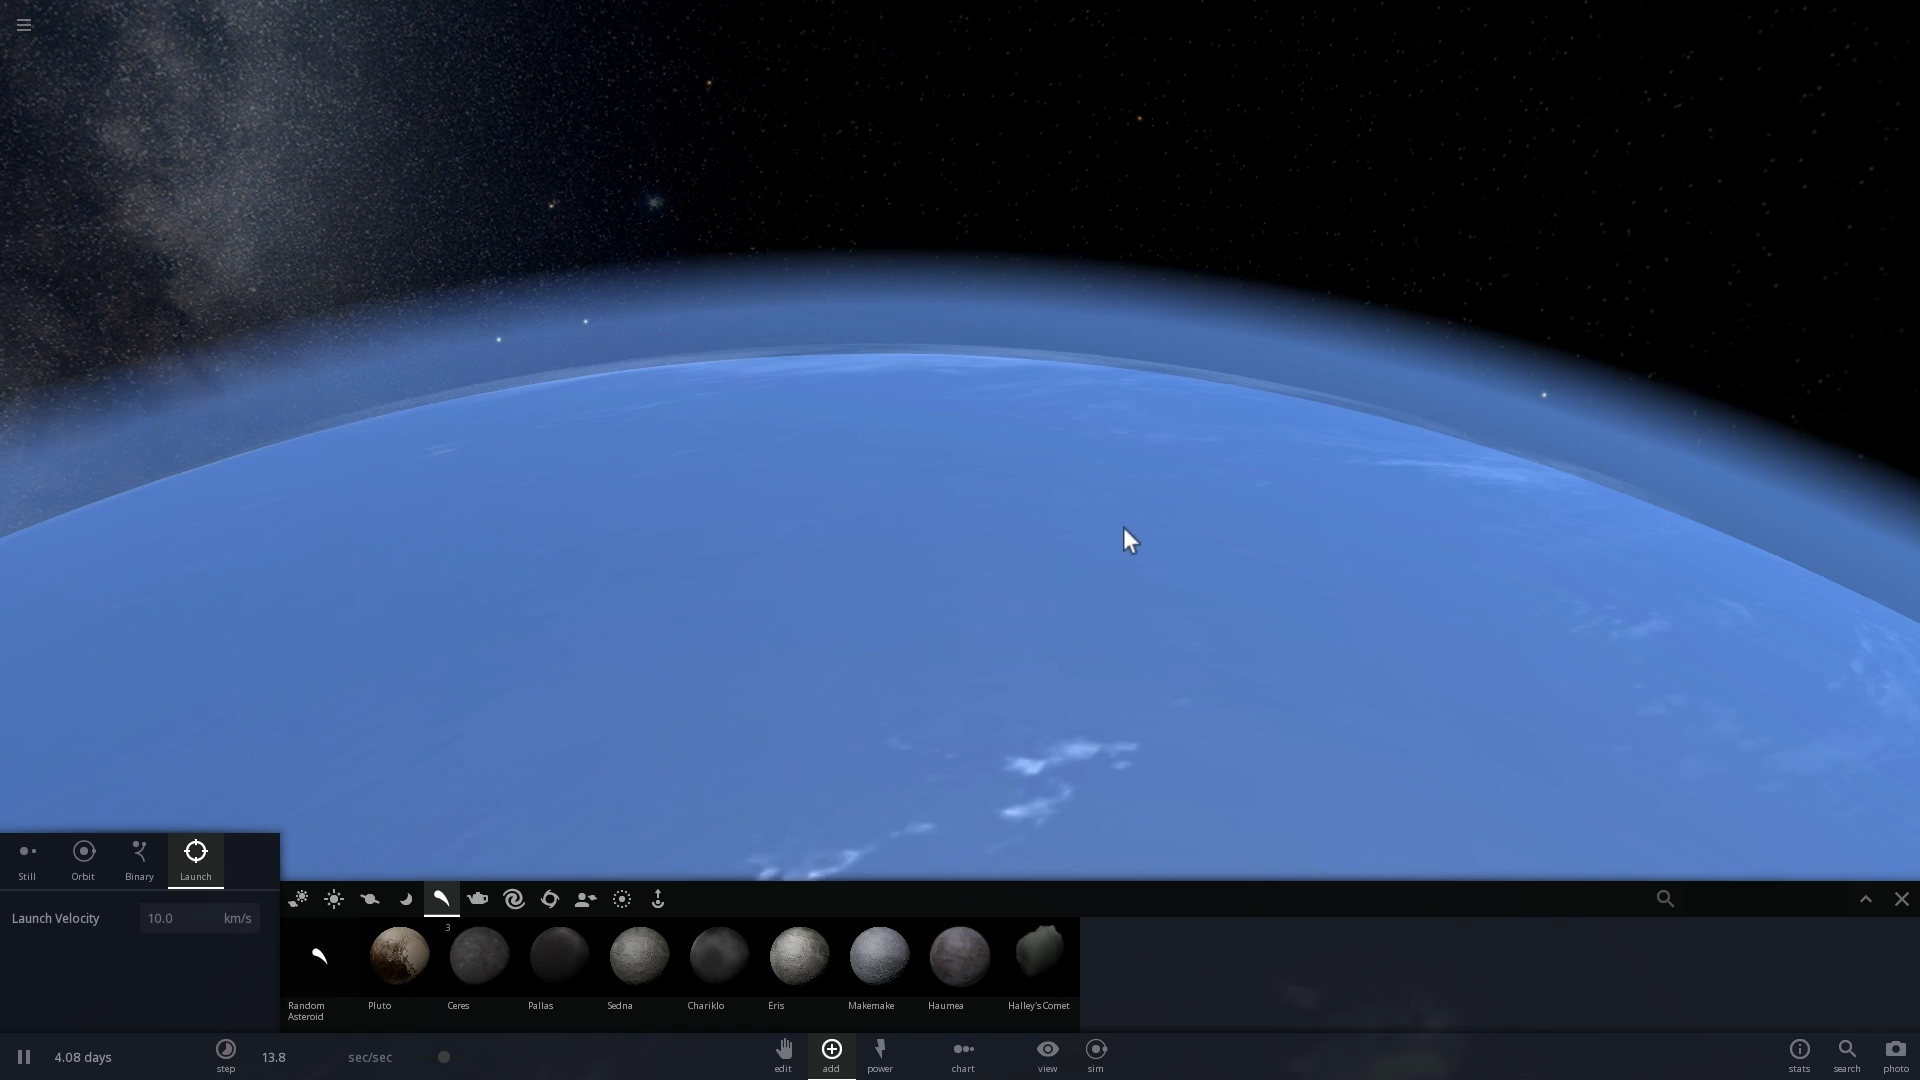 Still
Orbit
Binary
Launch
Launch Velocity
10.0
km/s
3
Random
Asteroid
Pluto
Ceres
Pallas
Sedna
Chariklo
Eris
Makemake
Haumea
Halley's Comet
4.08 days
step
13.8
sec/sec
edit
add
power
chart
view
sim
stats
search
photo